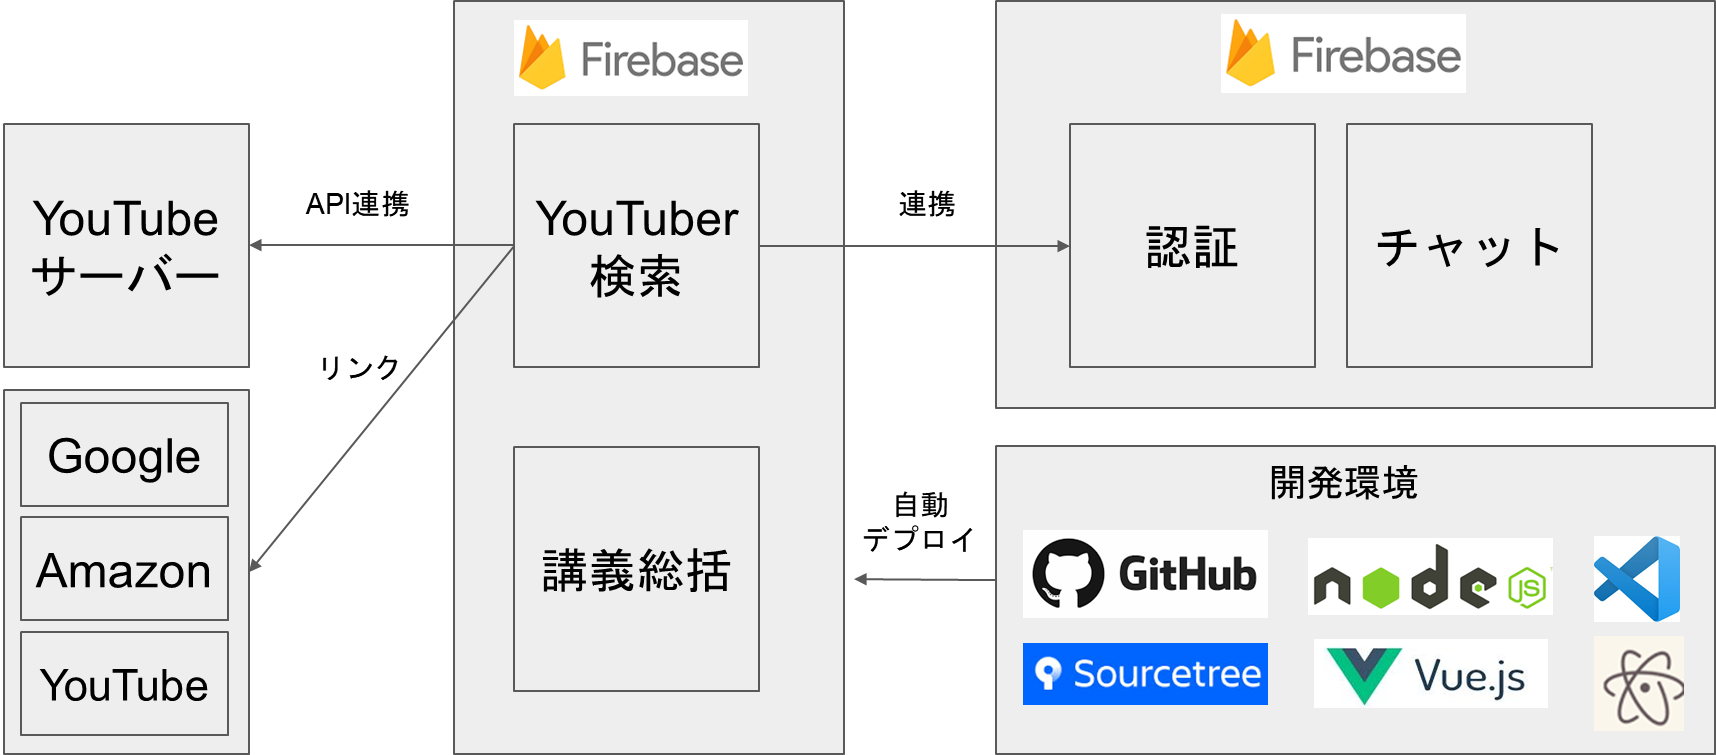 Firebase
Firebase
YouTube
サーバー
API連携
YouTuber
検索
連携
認証
チャット
リンク
Google
Amazon
YouTube
講義総括
自動
デプロイ
開発環境
GitHub
node
JS
Sourcetree
Vue.js